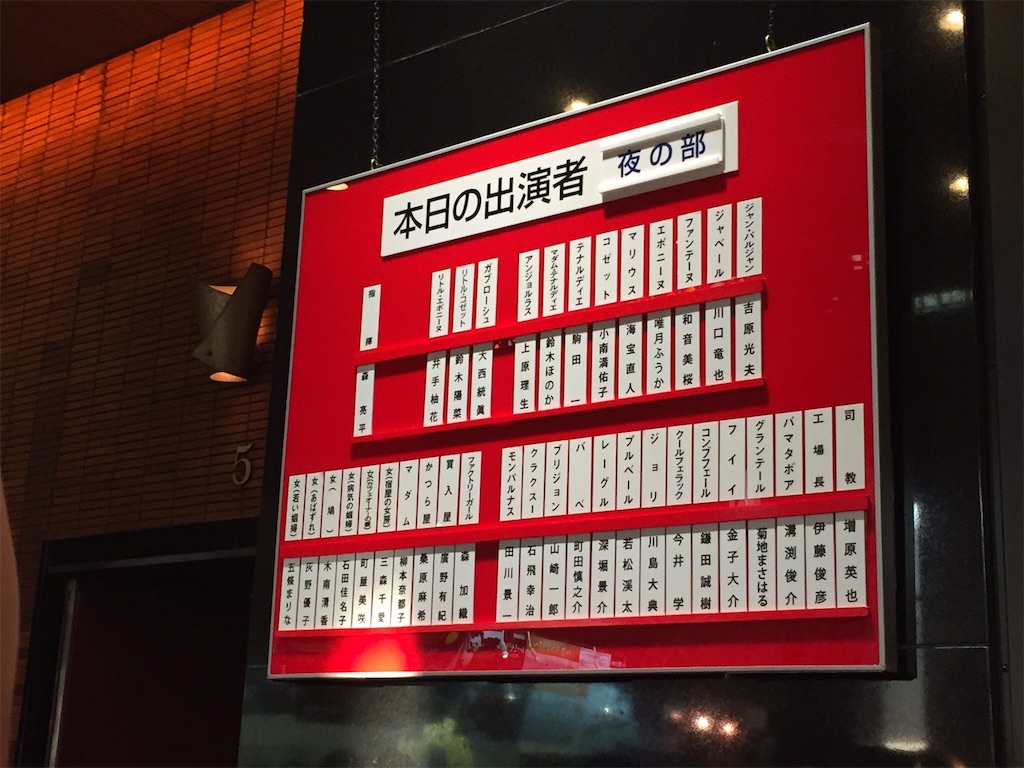 本日の出演者 夜の部
ジャン・バルジャン
ジャベール
ファンテーヌ
エポニーヌ
マリウス
コゼット
テナルディエ
マダムテナルディエ
アンジョルラス
ガブローシュ
リトル・コゼット
リトル・エポニーヌ
指揮
吉原光夫
川口竜也
和音美桜
唯月ふうか
海宝直人
小南満佑子
駒田一
鈴木ほのか
上原理生
大西統眞
鈴木陽菜
井手柚花
森亮平
司教
工場長
バマタボア
グランテール
フイイ
コンブフェール
クールフェラック
ジョリ
プルベール
レーグル
バベ
ブリジョン
クラクスー
モンパルナス
ファクトリーガール
買入屋
かつら屋
マダム
女(宿屋の女房)
女(カフェオーナーの妻)
女(病気の娼婦)
女(鳩)
女(あばずれ)
女(若い娼婦)
増原英也
伊藤俊彦
溝渕俊介
菊地まさはる
金子大介
鎌田誠樹
今井学
川島大典
若松渓太
深堀景介
町田慎之介
山崎一郎
石飛幸治
田川景一
森加織
廣野有紀
桑原麻希
柳本奈都子
三森千愛
町屋美咲
石田佳名子
木南清香
灰野優子
五條まりな
5